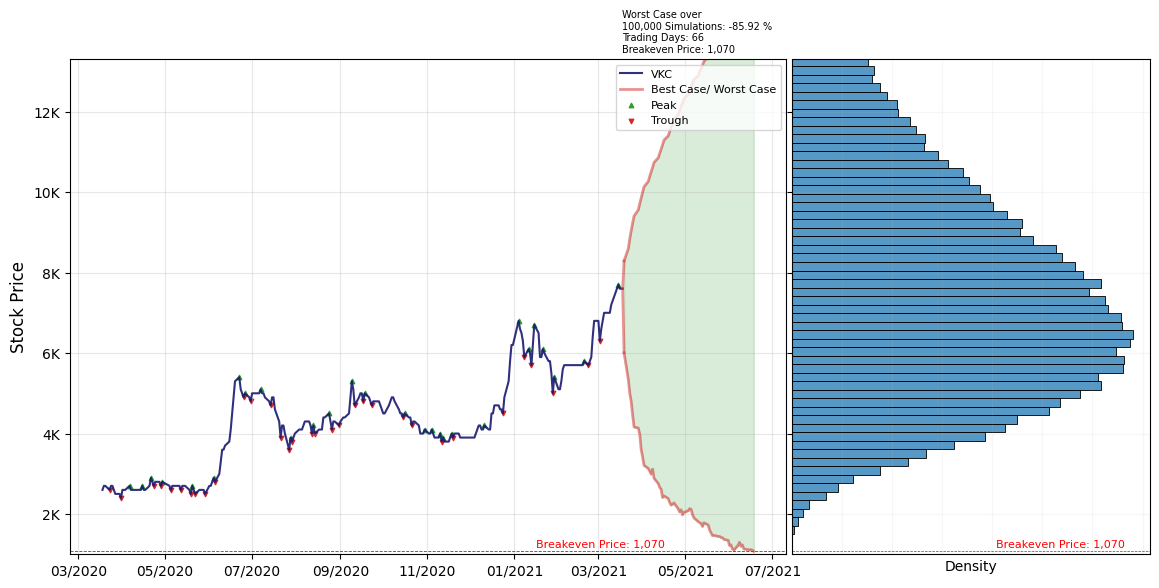 Worst Case over
100,000 Simulations: -85.92 %
Trading Days: 66
Breakeven Price: 1,070
VKC
Best Case/ Worst Case
Peak
Trough
Stock Price
12K
10K
8K
6K
4K
2K
Breakeven Price: 1,070
Breakeven Price: 1,070
03/2020
05/2020
07/2020
09/2020
11/2020
01/2021
03/2021
05/2021
07/2021
Density